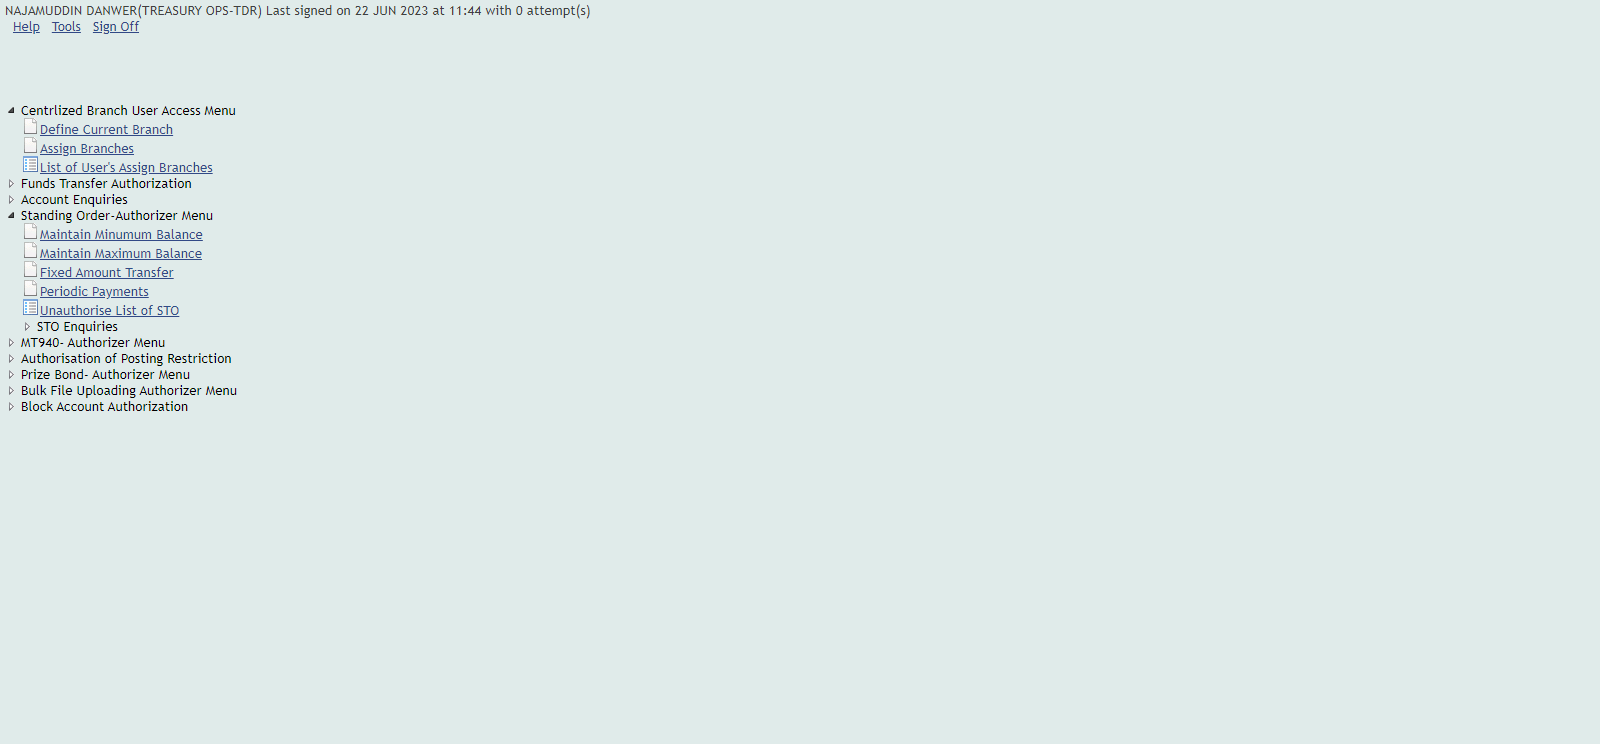 NAJAMUDDIN DANWER(TREASURY OPS-TDR) Last signed on 22 JUN 2023 at 11:44 with 0 attempt(s)
Help Tools Sign Off
Centrlized Branch User Access Menu
Define Current Branch
Assign Branches
List of User's Assign Branches
Funds Transfer Authorization
Account Enquiries
Standing Order-Authorizer Menu
Maintain Minumum Balance
Maintain Maximum Balance
Fixed Amount Transfer
Periodic Payments
Unauthorise List of STO
STO Enquiries
MT940- Authorizer Menu
Authorisation of Posting Restriction
Prize Bond- Authorizer Menu
Bulk File Uploading Authorizer Menu
Block Account Authorization